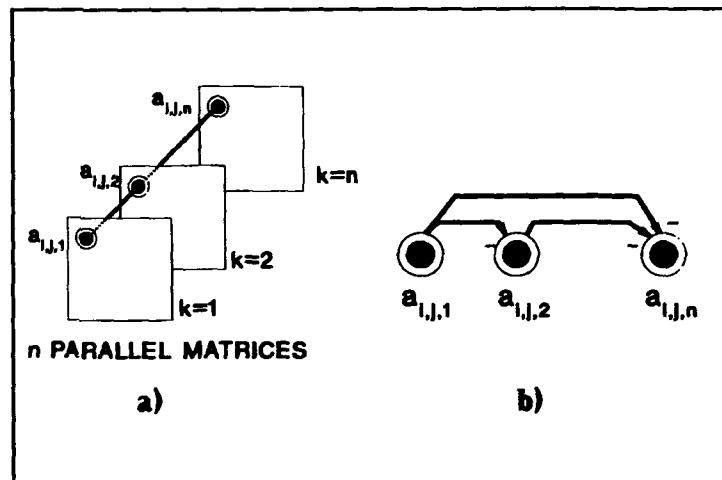 a_{i,j,n}
k=n
a_{i,j,2}
k=2
a_{i,j,1}
k=1
n PARALLEL MATRICES
a)
- - -
a_{i,j,1} a_{i,j,2} a_{i,j,n}
b)